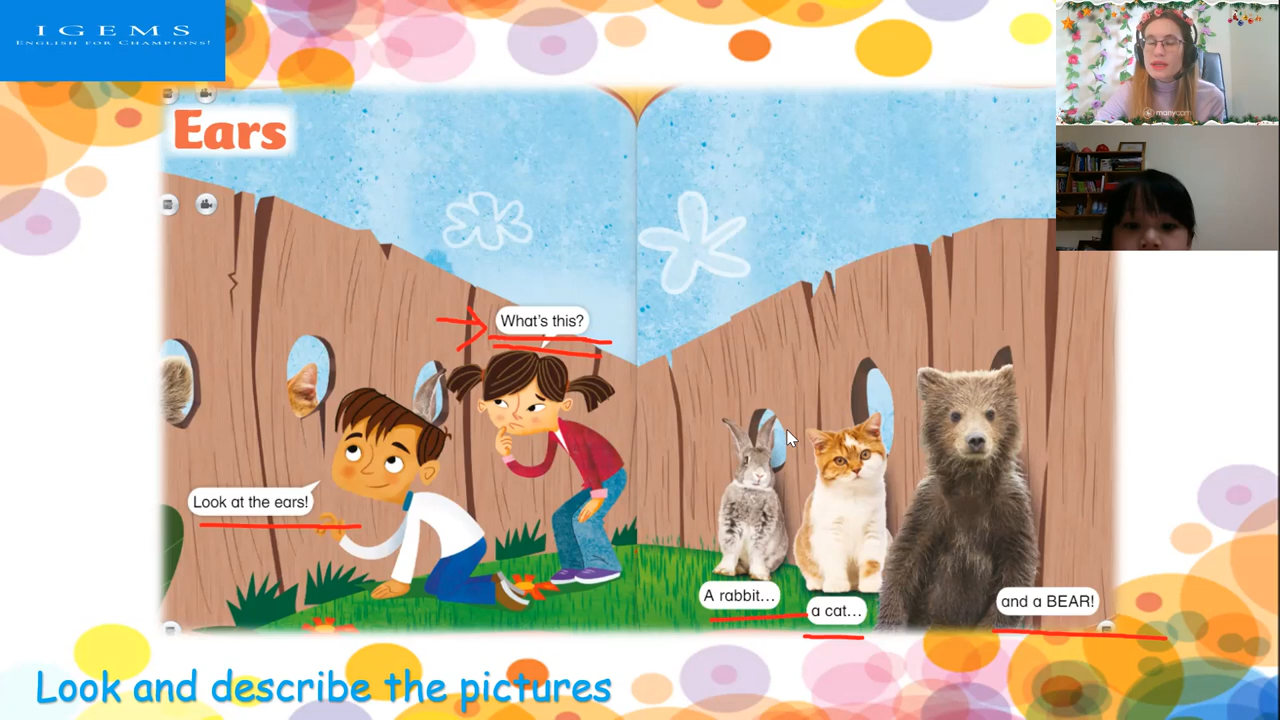 IGEMS
ENGLISH FOR CHAMPIONS!
Ears
What's this?
Look at the ears!
A rabbit...
a cat...
and a BEAR!
Look and describe the pictures
manycam